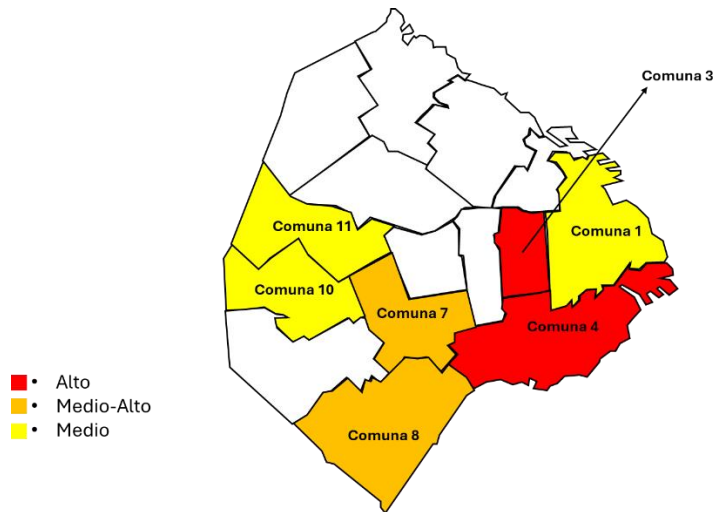 Comuna 3
Comuna 11
Comuna 1
Comuna 10
Comuna 7
Comuna 4
Comuna 8
• Alto
• Medio-Alto
• Medio